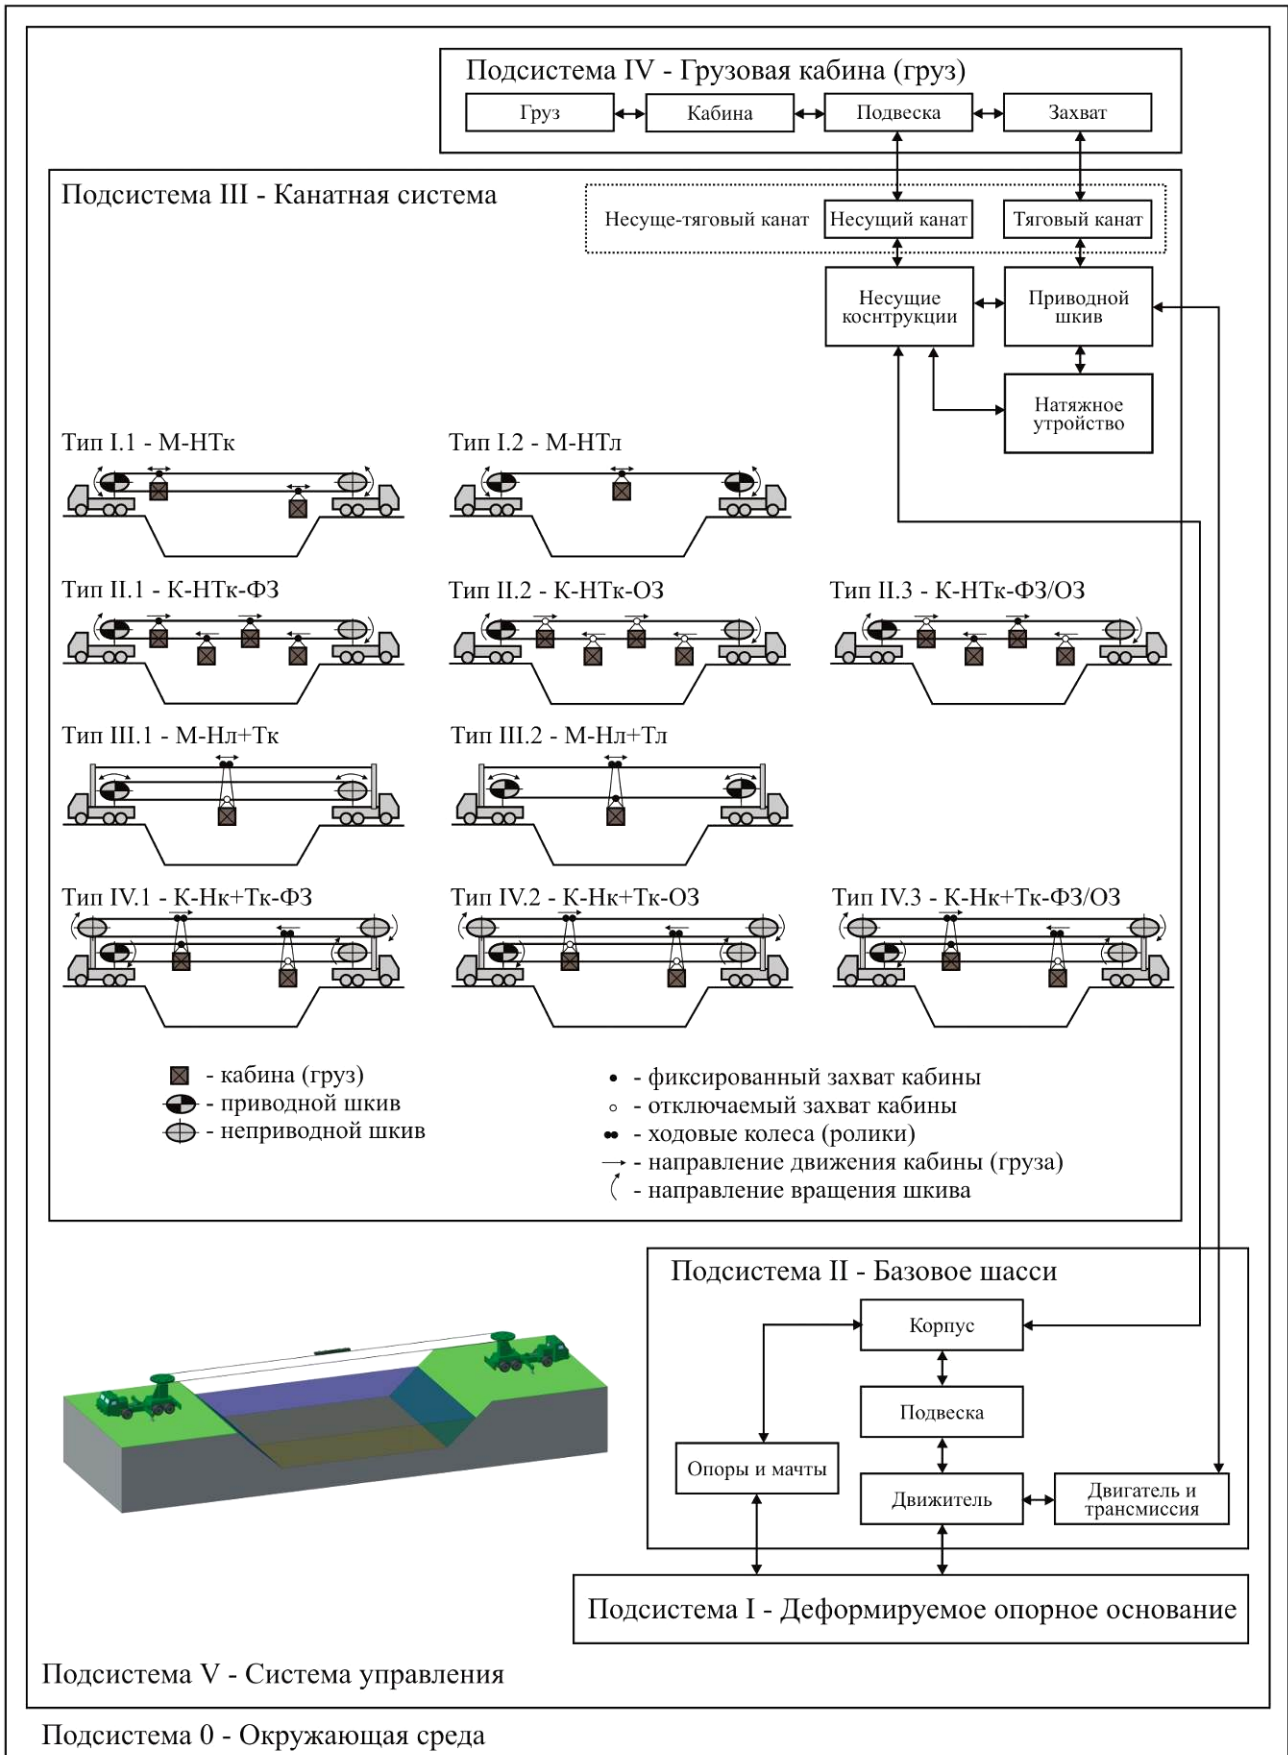 Подсистема IV - Грузовая кабина (груз)
Груз
Кабина
Подвеска
Захват
Подсистема III - Канатная система
Несуще-тяговый канат
Несущий канат
Тяговый канат
Несущие
коснтрукции
Приводной
шкив
Натяжное
утройство
Тип I.1 - М-НТк
Тип I.2 - М-НТл
Тип II.1 - К-НТк-ФЗ
Тип II.2 - К-НТк-ОЗ
Тип II.3 - К-НТк-ФЗ/ОЗ
Тип III.1 - М-Нл+Тк
Тип III.2 - М-Нл+Тл
Тип IV.1 - К-Нк+Тк-ФЗ
Тип IV.2 - К-Нк+Тк-ОЗ
Тип IV.3 - К-Нк+Тк-ФЗ/ОЗ
- кабина (груз)
- приводной шкив
- неприводной шкив
- фиксированный захват кабины
- отключаемый захват кабины
- ходовые колеса (ролики)
- направление движения кабины (груза)
- направление вращения шкива
Подсистема II - Базовое шасси
Корпус
Подвеска
Опоры и мачты
Движитель
Двигатель и
трансмиссия
Подсистема I - Деформируемое опорное основание
Подсистема V - Система управления
Подсистема 0 - Окружающая среда